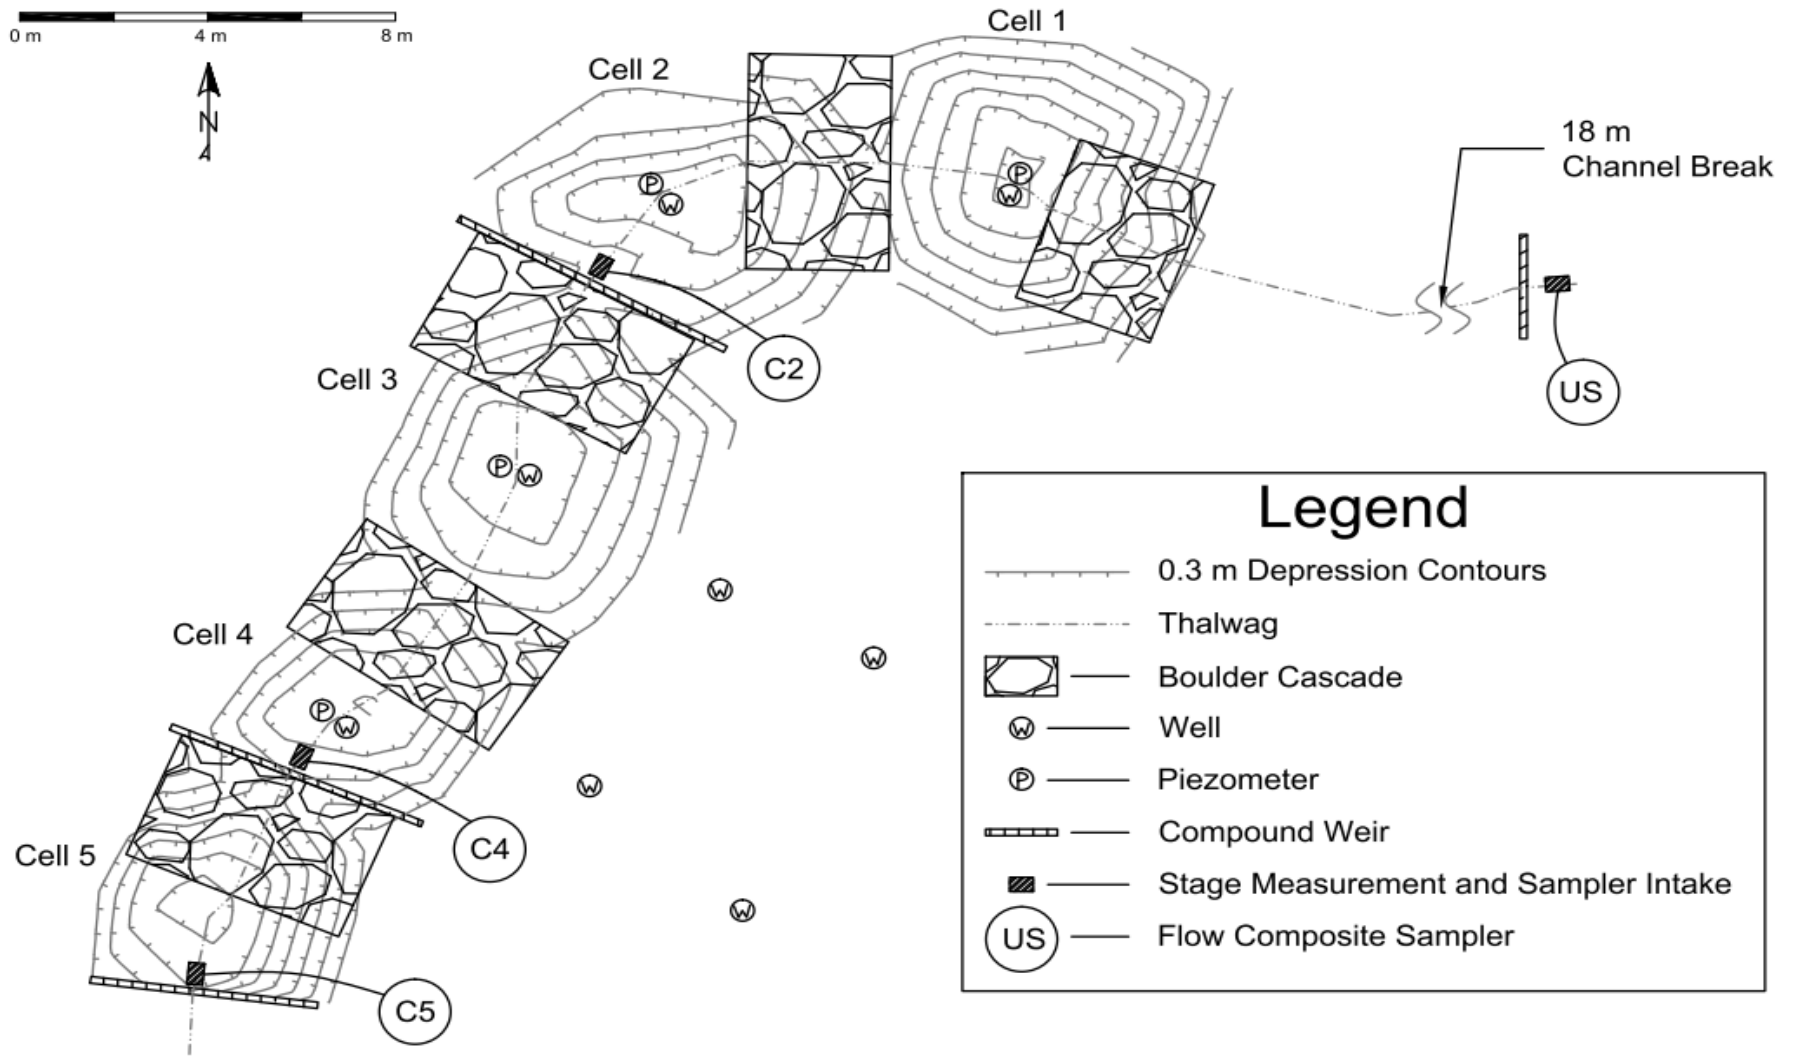 0 m 4 m 8 m
N
Cell 1
Cell 2
18 m
Channel Break
P
W
P
W
C2
US
Cell 3
P W
Legend
0.3 m Depression Contours
Thalwag
Boulder Cascade
W Well
P Piezometer
Compound Weir
Stage Measurement and Sampler Intake
US Flow Composite Sampler
W
W
Cell 4
P
W
W
C4
Cell 5
W
C5